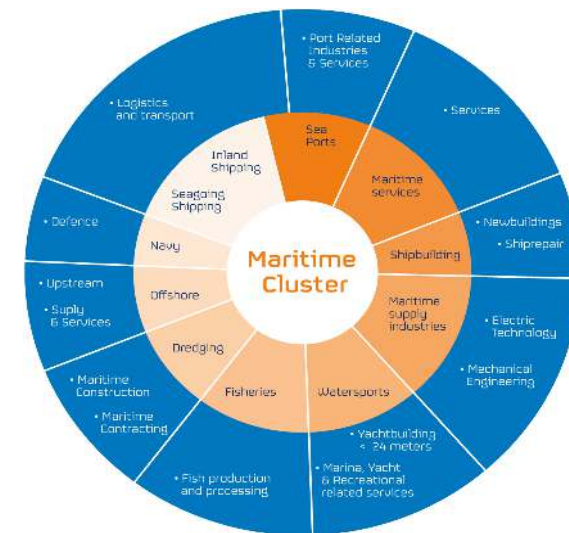 • Port Related
Industries
& Services
• Services
• Newbuildings
• Shiprepair
• Electric
Technology
• Mechanical
Engineering
• Yachtbuilding
< 24 meters
• Marina, Yacht
& Recreational
related services
• Fish production
and processing
• Maritime
Construction
• Maritime
Contracting
• Upstream
• Suply
& Services
• Defence
• Logistics
and transport
Sea
Ports
Maritime
services
Shipbuilding
Maritime
supply
industries
Watersports
Fisheries
Dredging
Offshore
Navy
Seagoing
Shipping
Inland
Shipping
Maritime
Cluster